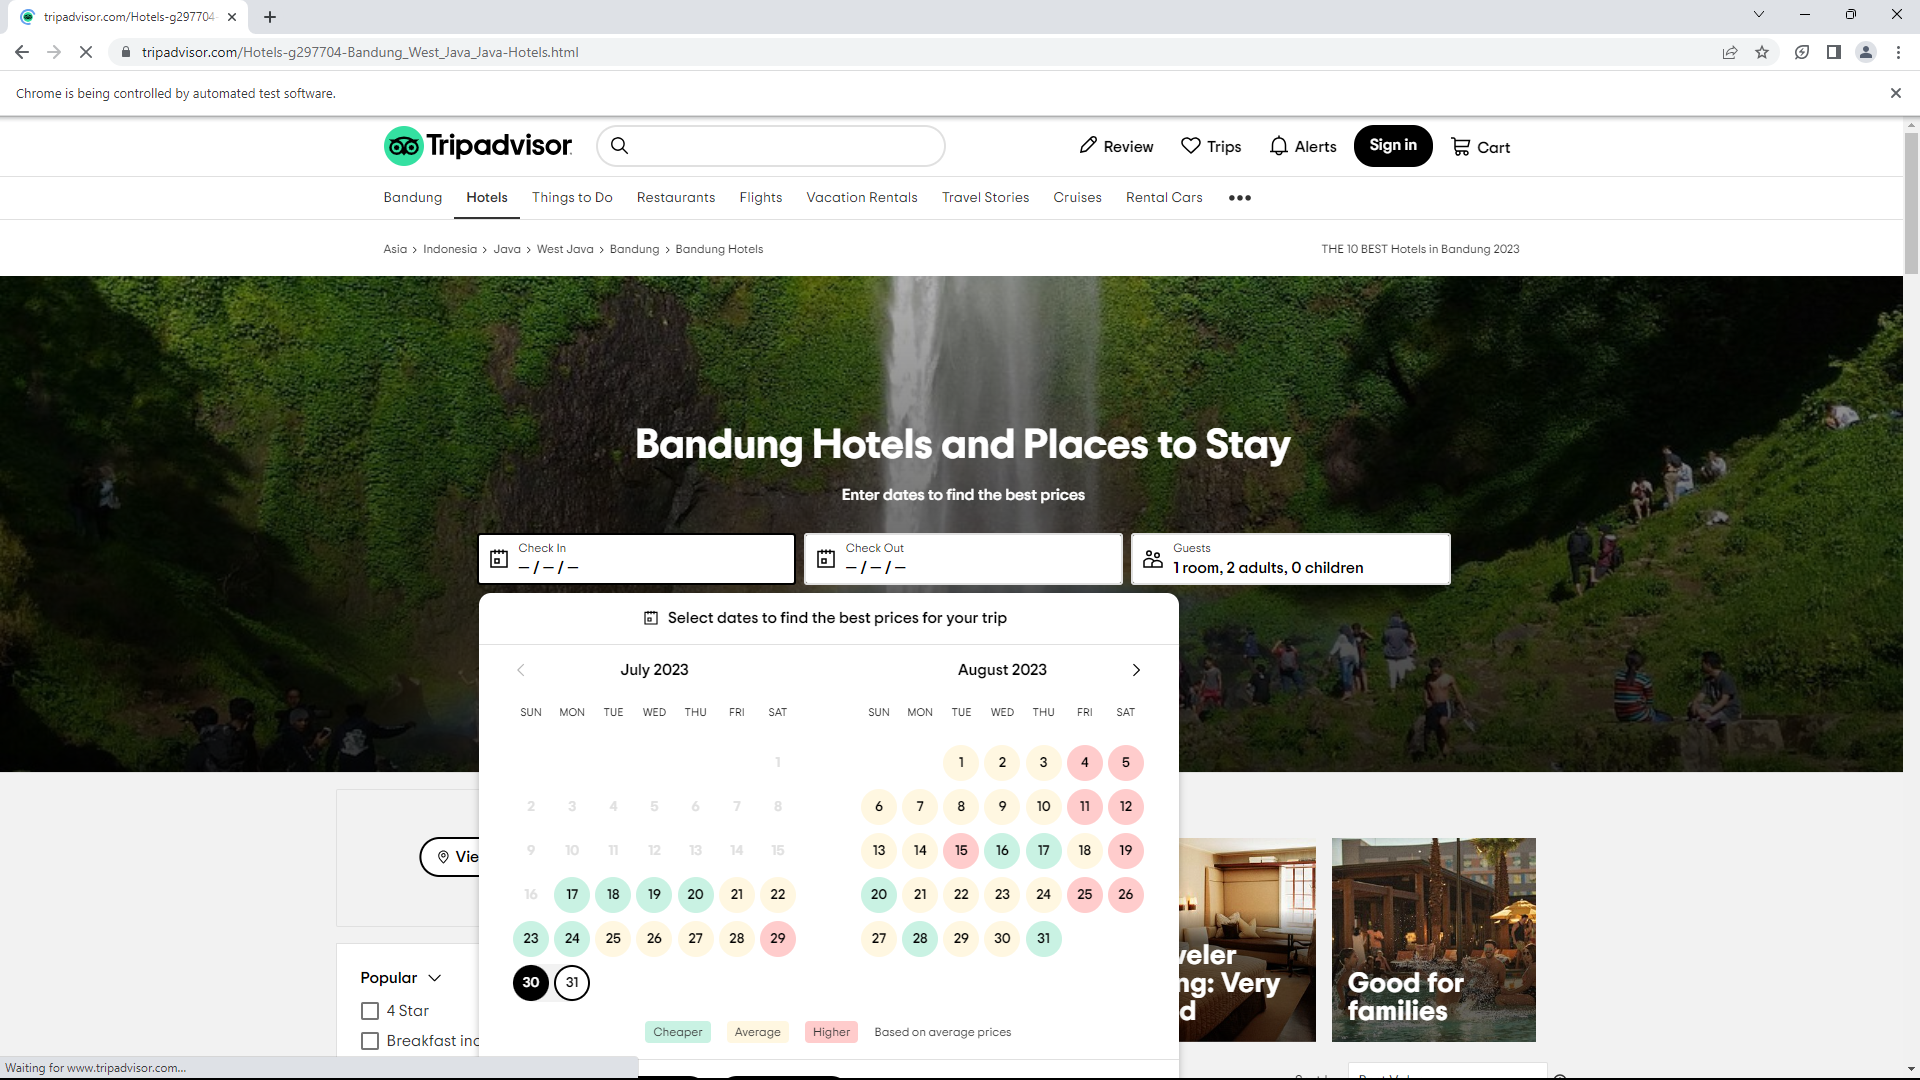 tripadvisor.com/Hotels-g297704-
tripadvisor.com/Hotels-g297704-Bandung_West_Java_Java-Hotels.html
Chrome is being controlled by automated test software.
Tripadvisor
Review
Trips
Alerts
Sign in
Cart
Bandung
Hotels
Things to Do
Restaurants
Flights
Vacation Rentals
Travel Stories
Cruises
Rental Cars
•••
Asia › Indonesia › Java › West Java › Bandung › Bandung Hotels
THE 10 BEST Hotels in Bandung 2023
Bandung Hotels and Places to Stay
Enter dates to find the best prices
Check In
– / – / –
Check Out
– / – / –
Guests
1 room, 2 adults, 0 children
Select dates to find the best prices for your trip
July 2023
SUN MON TUE WED THU FRI SAT
1
2 3 4 5 6 7 8
9 10 11 12 13 14 15
16 17 18 19 20 21 22
23 24 25 26 27 28 29
30 31
August 2023
SUN MON TUE WED THU FRI SAT
1 2 3 4 5
6 7 8 9 10 11 12
13 14 15 16 17 18 19
20 21 22 23 24 25 26
27 28 29 30 31
Cheaper
Average
Higher
Based on average prices
Vie
Popular
4 Star
Breakfast inc
veler
ng: Very
d
Good for
families
Waiting for www.tripadvisor.com...